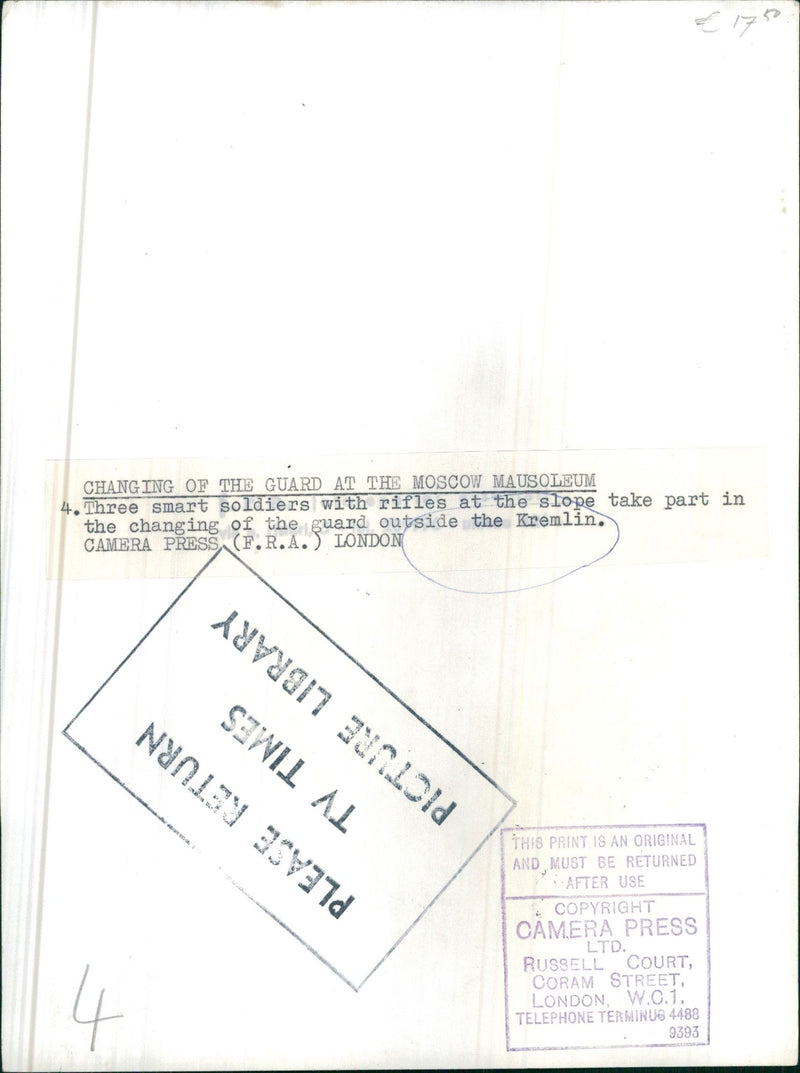 € 17 50
CHANGING OF THE GUARD AT THE MOSCOW MAUSOLEUM
4. Three smart soldiers with rifles at the slope take part in
the changing of the guard outside the Kremlin.
CAMERA PRESS (F.R.A.) LONDON
PLEASE RETURN
TV TIMES
PICTURE LIBRARY
THIS PRINT IS AN ORIGINAL
AND MUST BE RETURNED
AFTER USE
COPYRIGHT
CAMERA PRESS
LTD.
RUSSELL COURT,
CORAM STREET,
LONDON, W.C.1.
TELEPHONE TERMINUS 4488
9393
4